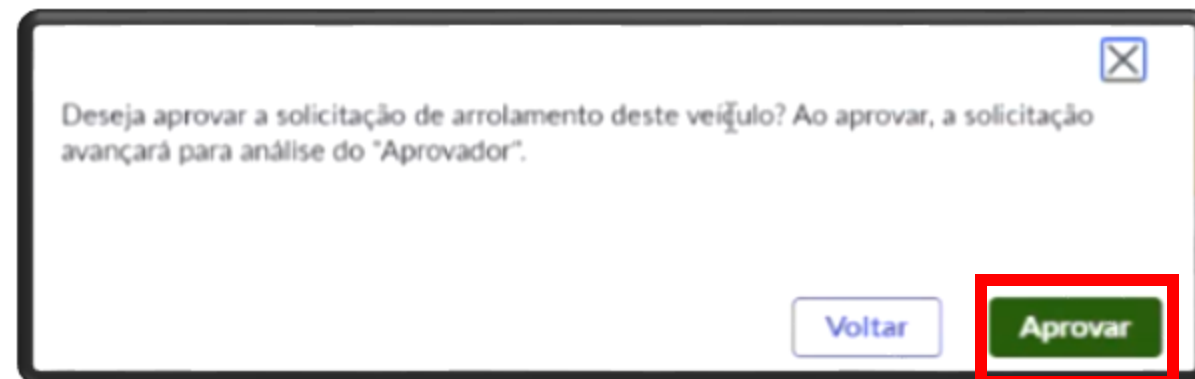 Deseja aprovar a solicitação de arrolamento deste veículo? Ao aprovar, a solicitação
avançará para análise do "Aprovador".
Voltar
Aprovar